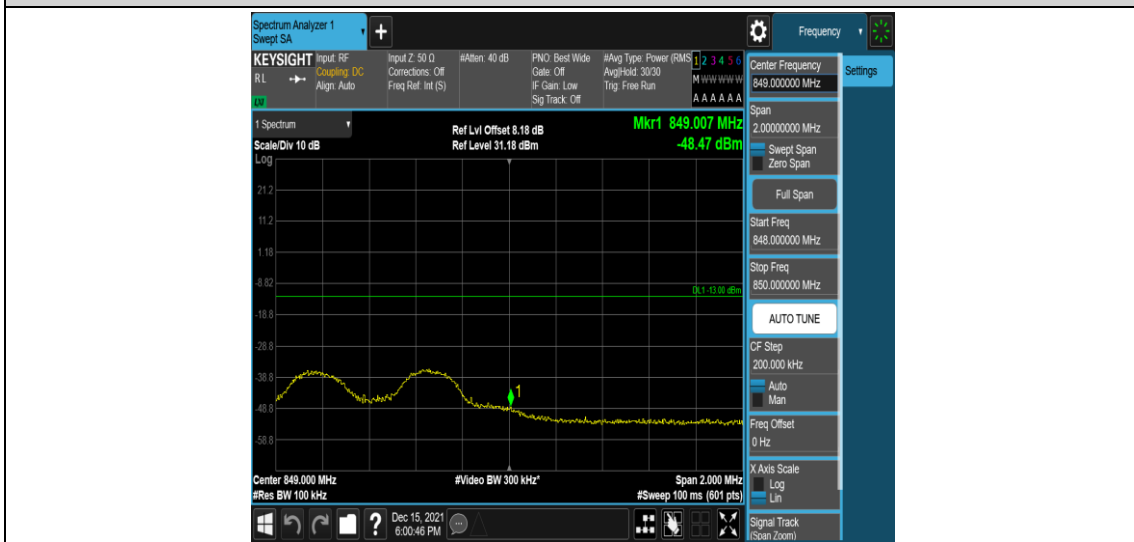 Spectrum Analyzer 1
Swept SA
+
Frequency
KEYSIGHT
RL
LXI
Input: RF
Coupling: DC
Align: Auto
Input Z: 50 Ω
Corrections: Off
Freq Ref: Int (S)
#Atten: 40 dB
PNO: Best Wide
Gate: Off
IF Gain: Low
Sig Track: Off
#Avg Type: Power (RMS
Avg|Hold: 30/30
Trig: Free Run
1 2 3 4 5 6
M W W W W W
A A A A A A
1 Spectrum
Scale/Div 10 dB
Log
Ref Lvl Offset 8.18 dB
Ref Level 31.18 dBm
Mkr1 849.007 MHz
-48.47 dBm
21.2
11.2
1.18
-8.82
DL1 -13.00 dBm
-18.8
-28.8
-38.8
1
-48.8
-58.8
Center 849.000 MHz
#Res BW 100 kHz
#Video BW 300 kHz*
Span 2.000 MHz
#Sweep 100 ms (601 pts)
?
Dec 15, 2021
6:00:46 PM
Center Frequency
849.000000 MHz
Settings
Span
2.00000000 MHz
Swept Span
Zero Span
Full Span
Start Freq
848.000000 MHz
Stop Freq
850.000000 MHz
AUTO TUNE
CF Step
200.000 kHz
Auto
Man
Freq Offset
0 Hz
X Axis Scale
Log
Lin
Signal Track
(Span Zoom)